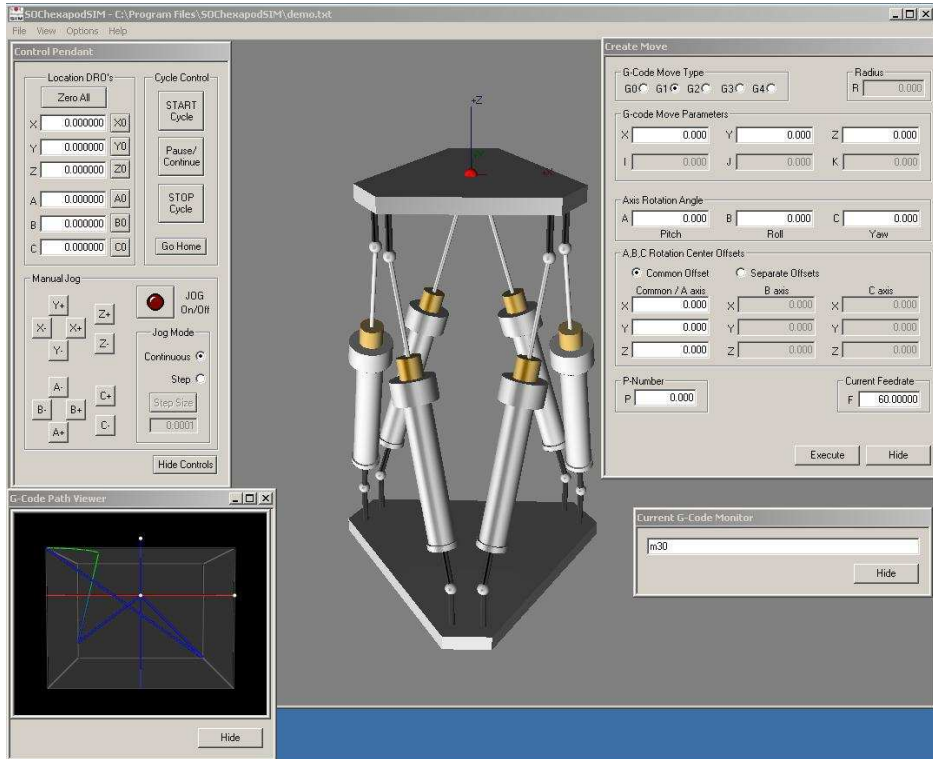 SOChexapodSIM - C:\Program Files\SOChexapodSIM\demo.txt
File View Options Help
Control Pendant
Location DRO's
Zero All
X 0.000000 X0
Y 0.000000 Y0
Z 0.000000 Z0
A 0.000000 A0
B 0.000000 B0
C 0.000000 C0
Cycle Control
START
Cycle
Pause/
Continue
STOP
Cycle
Go Home
Manual Jog
Y+
X- X+
Y-
Z+
Z-
A-
B- B+
A+
C+
C-
JOG
On/Off
Jog Mode
Continuous
Step
Step Size
0.0001
Hide Controls
+Z
Create Move
G-Code Move Type
G0 G1 G2 G3 G4
Radius
R 0.000
G-code Move Parameters
X 0.000 Y 0.000 Z 0.000
I 0.000 J 0.000 K 0.000
Axis Rotation Angle
A 0.000 B 0.000 C 0.000
Pitch Roll Yaw
A,B,C Rotation Center Offsets
Common Offset Separate Offsets
Common / A axis B axis C axis
X 0.000 X 0.000 X 0.000
Y 0.000 Y 0.000 Y 0.000
Z 0.000 Z 0.000 Z 0.000
P-Number
P 0.000
Current Feedrate
F 60.00000
Execute Hide
G-Code Path Viewer
Hide
Current G-Code Monitor
m30
Hide